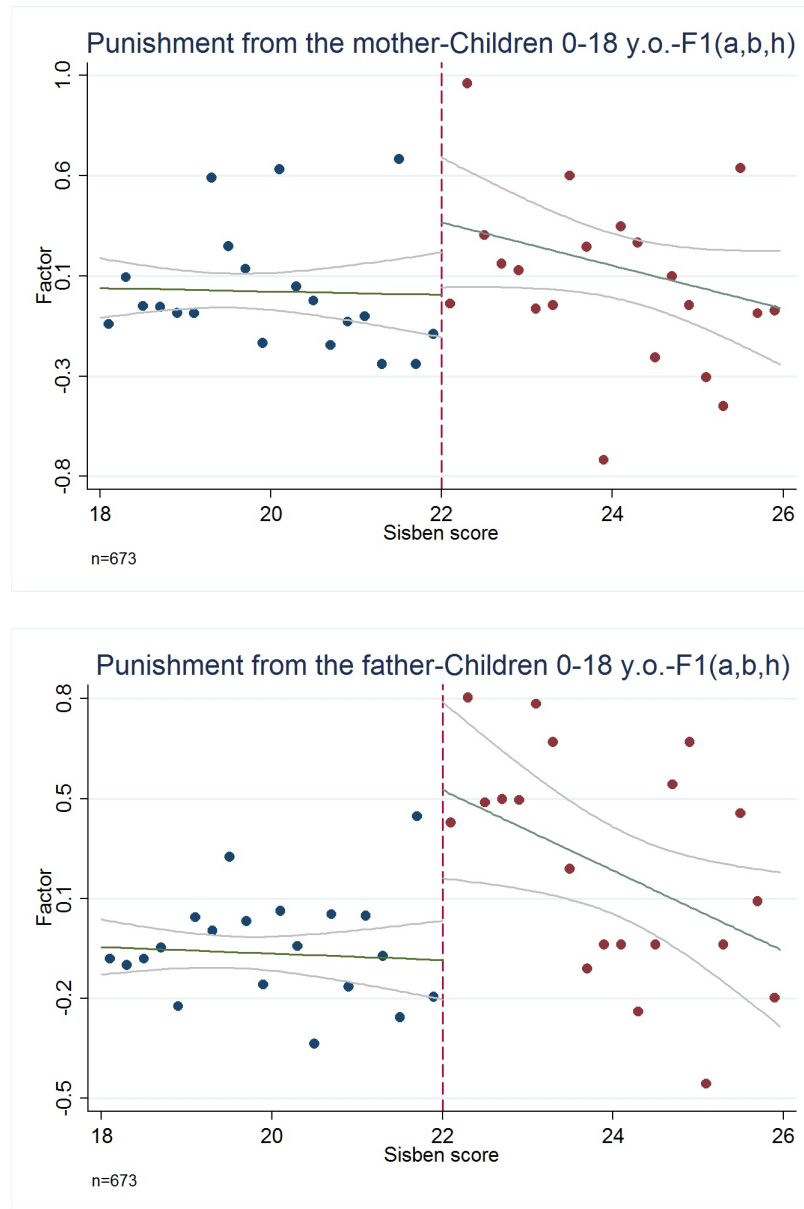 Punishment from the mother-Children 0-18 y.o.-F1(a,b,h)
1.0
0.6
0.1
-0.3
-0.8
Factor
18 20 22 24 26
Sisben score
n=673
Punishment from the father-Children 0-18 y.o.-F1(a,b,h)
0.8
0.5
0.1
-0.2
-0.5
Factor
18 20 22 24 26
Sisben score
n=673